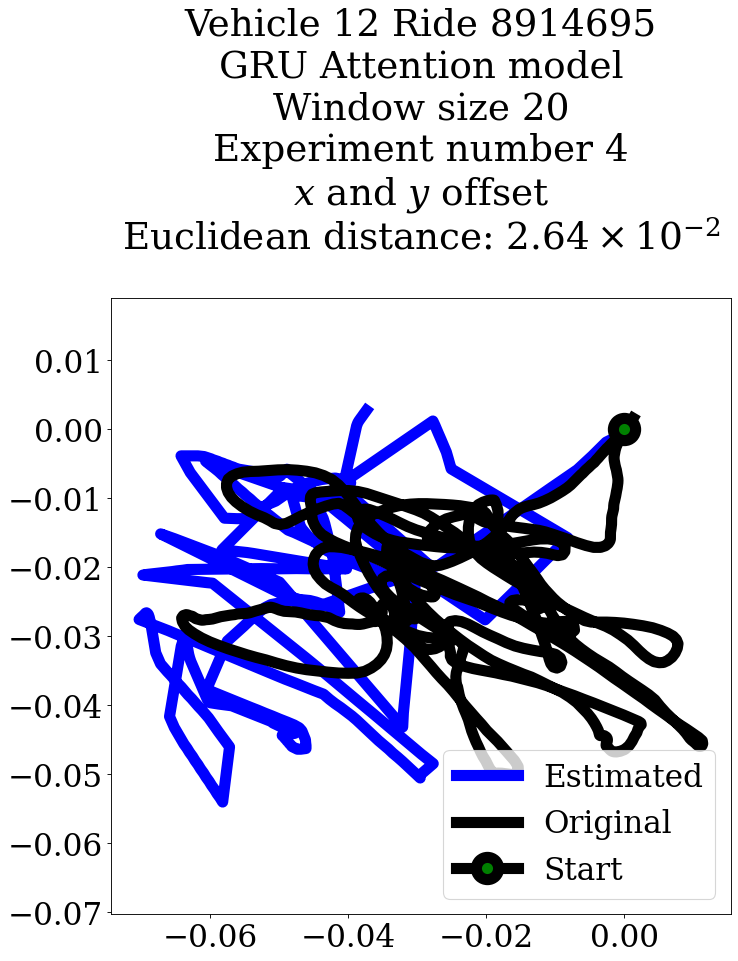 Vehicle 12 Ride 8914695
GRU Attention model
Window size 20
Experiment number 4
x and y offset
Euclidean distance: 2.64 × 10⁻²
0.01
0.00
−0.01
−0.02
−0.03
−0.04
−0.05
−0.06
−0.07
Estimated
Original
Start
−0.06 −0.04 −0.02 0.00